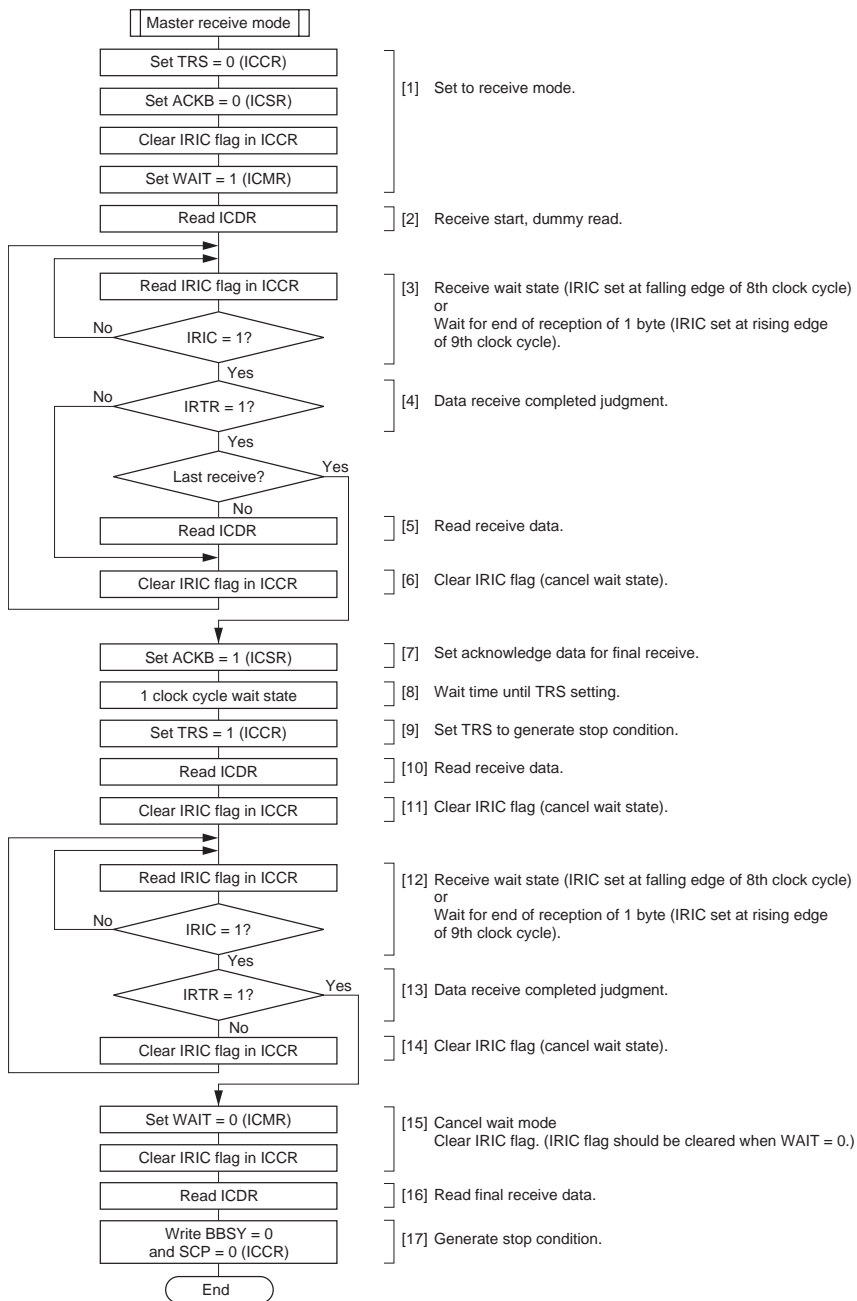 Master receive mode
Set TRS = 0 (ICCR)
[1] Set to receive mode.
Set ACKB = 0 (ICSR)
Clear IRIC flag in ICCR
Set WAIT = 1 (ICMR)
Read ICDR
[2] Receive start, dummy read.
Read IRIC flag in ICCR
[3] Receive wait state (IRIC set at falling edge of 8th clock cycle)
or
Wait for end of reception of 1 byte (IRIC set at rising edge
of 9th clock cycle).
No
IRIC = 1?
Yes
No
IRTR = 1?
[4] Data receive completed judgment.
Yes
Last receive?
Yes
No
Read ICDR
[5] Read receive data.
Clear IRIC flag in ICCR
[6] Clear IRIC flag (cancel wait state).
Set ACKB = 1 (ICSR)
[7] Set acknowledge data for final receive.
1 clock cycle wait state
[8] Wait time until TRS setting.
Set TRS = 1 (ICCR)
[9] Set TRS to generate stop condition.
Read ICDR
[10] Read receive data.
Clear IRIC flag in ICCR
[11] Clear IRIC flag (cancel wait state).
Read IRIC flag in ICCR
[12] Receive wait state (IRIC set at falling edge of 8th clock cycle)
or
Wait for end of reception of 1 byte (IRIC set at rising edge
of 9th clock cycle).
No
IRIC = 1?
Yes
IRTR = 1?
Yes
[13] Data receive completed judgment.
No
Clear IRIC flag in ICCR
[14] Clear IRIC flag (cancel wait state).
Set WAIT = 0 (ICMR)
[15] Cancel wait mode
Clear IRIC flag. (IRIC flag should be cleared when WAIT = 0.)
Clear IRIC flag in ICCR
Read ICDR
[16] Read final receive data.
Write BBSY = 0
and SCP = 0 (ICCR)
[17] Generate stop condition.
End